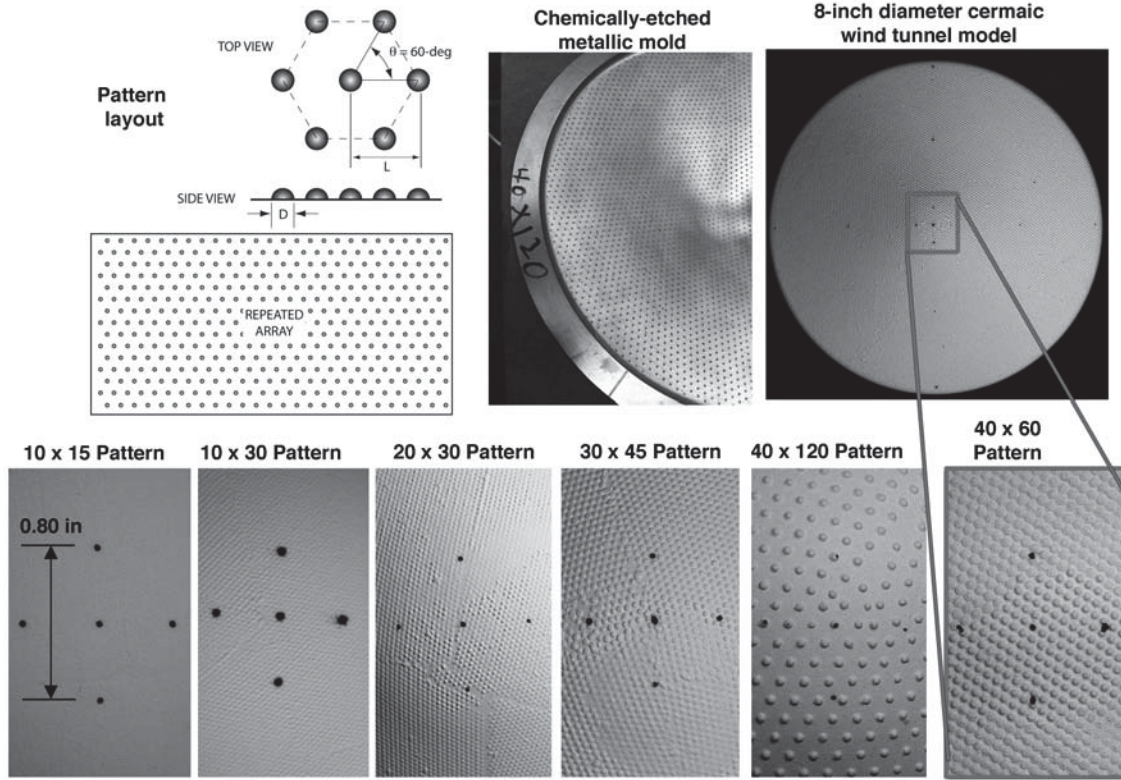 TOP VIEW
θ = 60-deg
Pattern
layout
L
SIDE VIEW
D
REPEATED
ARRAY
Chemically-etched
metallic mold
40X120
8-inch diameter cermaic
wind tunnel model
10 x 15 Pattern
10 x 30 Pattern
20 x 30 Pattern
30 x 45 Pattern
40 x 120 Pattern
40 x 60
Pattern
0.80 in